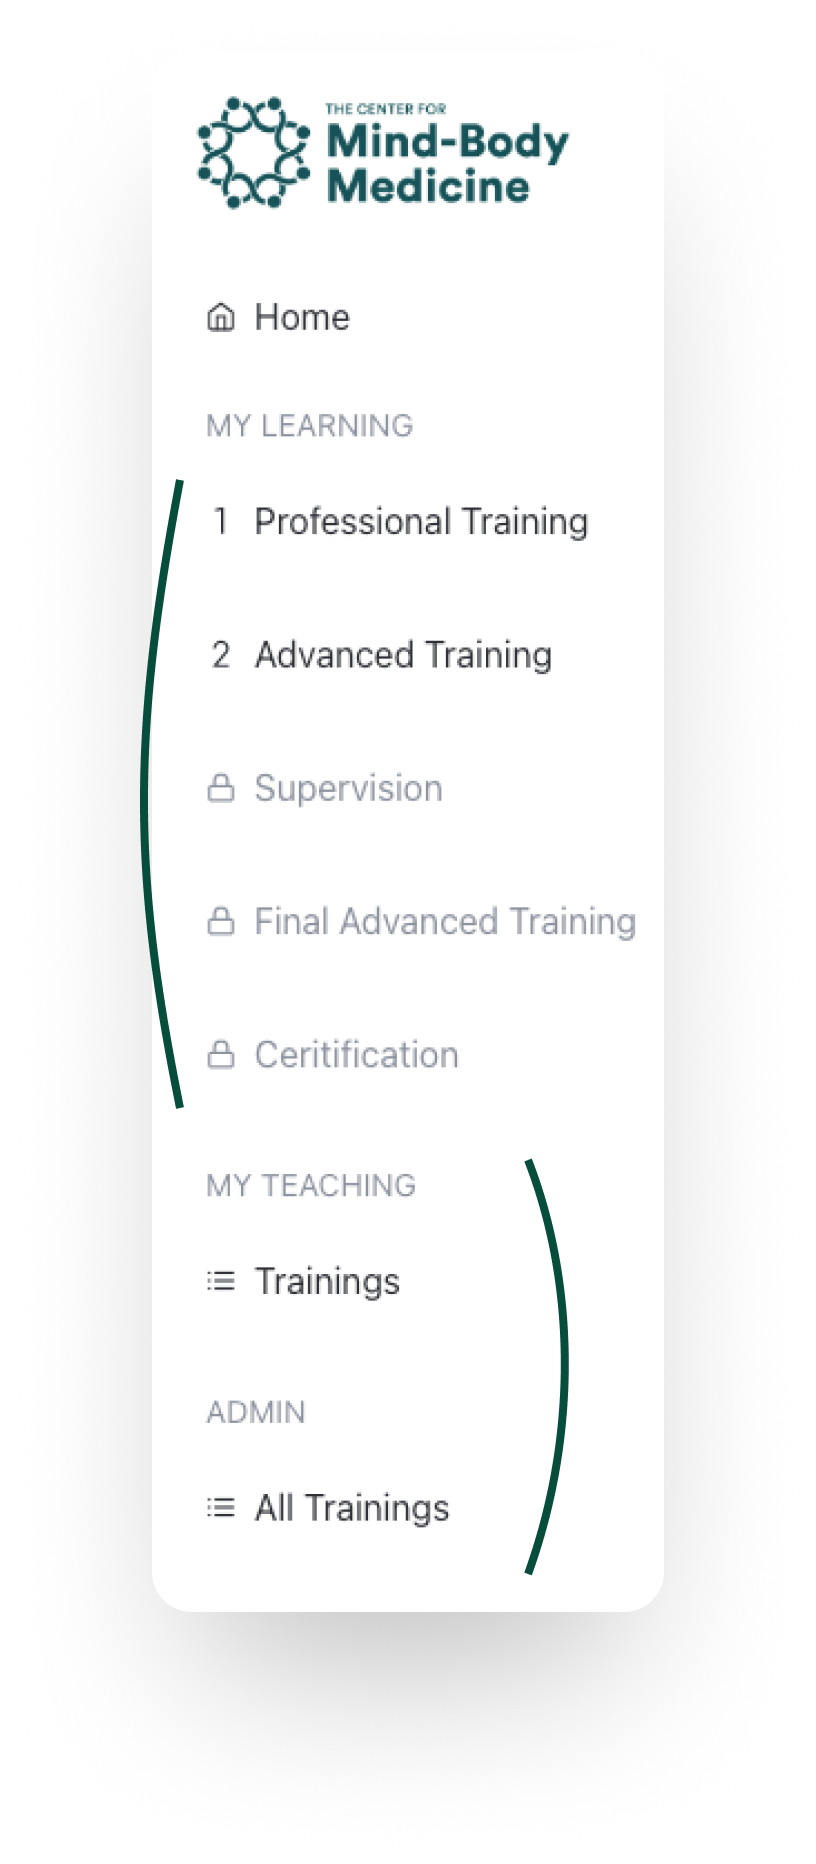 THE CENTER FOR
Mind-Body
Medicine
Home
MY LEARNING
1 Professional Training
2 Advanced Training
Supervision
Final Advanced Training
Ceritification
MY TEACHING
Trainings
ADMIN
All Trainings